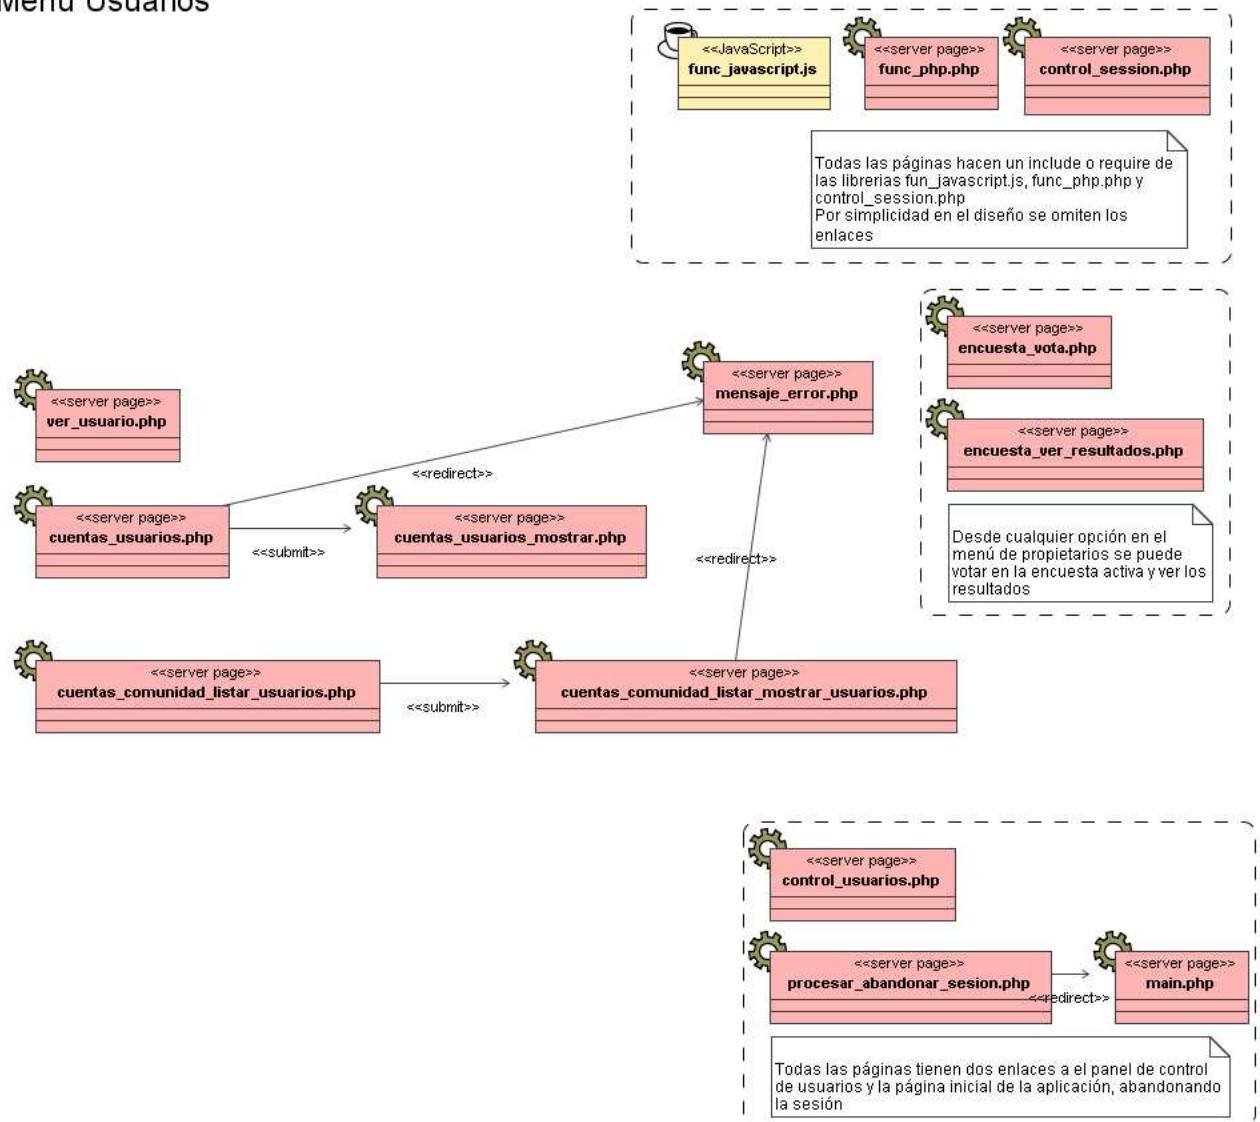 Menú Usuarios
<<JavaScript>>
func_javascript.js
<<server page>>
func_php.php
<<server page>>
control_session.php
Todas las páginas hacen un include o require de
las librerias fun_javascript.js, func_php.php y
control_session.php
Por simplicidad en el diseño se omiten los
enlaces
<<server page>>
encuesta_vota.php
<<server page>>
encuesta_ver_resultados.php
Desde cualquier opción en el
menú de propietarios se puede
votar en la encuesta activa y ver los
resultados
<<server page>>
mensaje_error.php
<<server page>>
ver_usuario.php
<<redirect>>
<<server page>>
cuentas_usuarios.php
<<submit>>
<<server page>>
cuentas_usuarios_mostrar.php
<<redirect>>
<<server page>>
cuentas_comunidad_listar_usuarios.php
<<submit>>
<<server page>>
cuentas_comunidad_listar_mostrar_usuarios.php
<<server page>>
control_usuarios.php
<<server page>>
procesar_abandonar_sesion.php
<<redirect>>
<<server page>>
main.php
Todas las páginas tienen dos enlaces a el panel de control
de usuarios y la página inicial de la aplicación, abandonando
la sesión